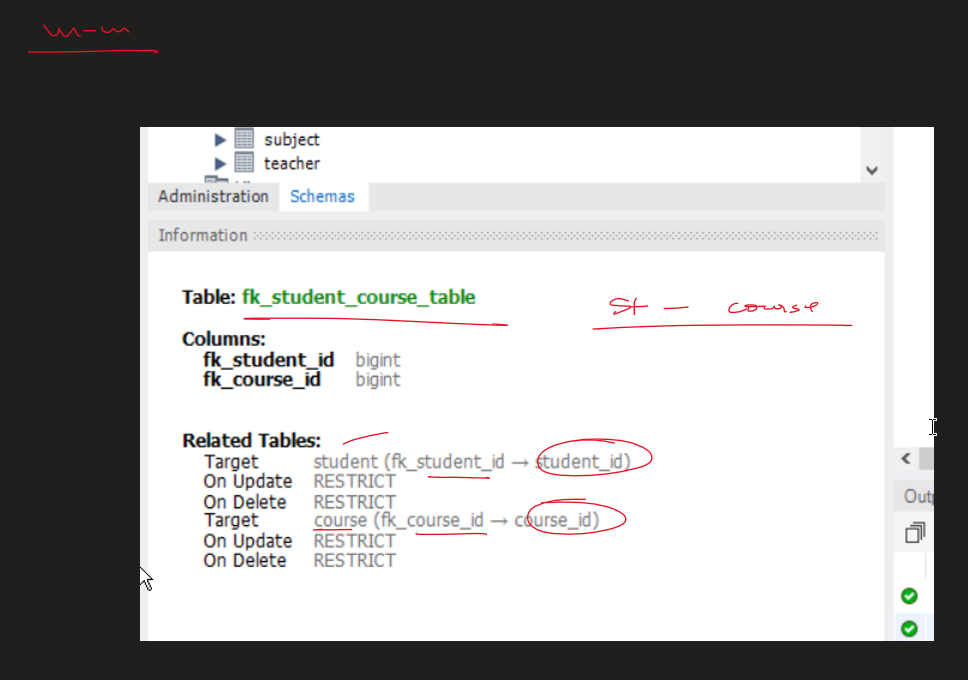 m-m
subject
teacher
Administration Schemas
Information
Table: fk_student_course_table
St — course
Columns:
fk_student_id bigint
fk_course_id bigint
Related Tables:
Target student (fk_student_id → student_id)
On Update RESTRICT
On Delete RESTRICT
Target course (fk_course_id → course_id)
On Update RESTRICT
On Delete RESTRICT